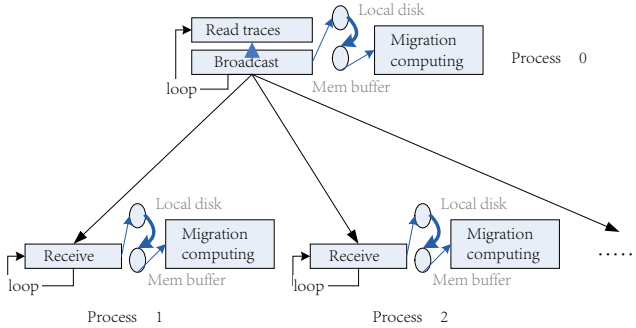 Local disk
Read traces
Migration
computing
Process 0
Broadcast
loop
Mem buffer
Local disk
Migration
computing
Receive
loop
Mem buffer
Process 1
Local disk
Migration
computing
Receive
loop
Mem buffer
Process 2
......